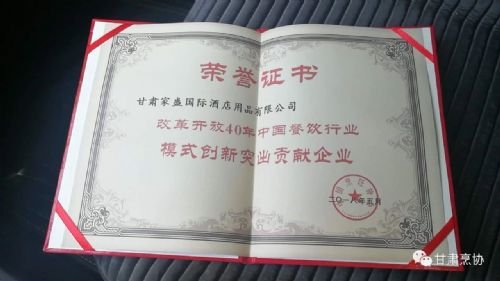 荣誉证书
甘肃家盛国际酒店用品有限公司
改革开放40年中国餐饮行业
模式创新突出贡献企业
二〇一八年五月
甘肃烹协